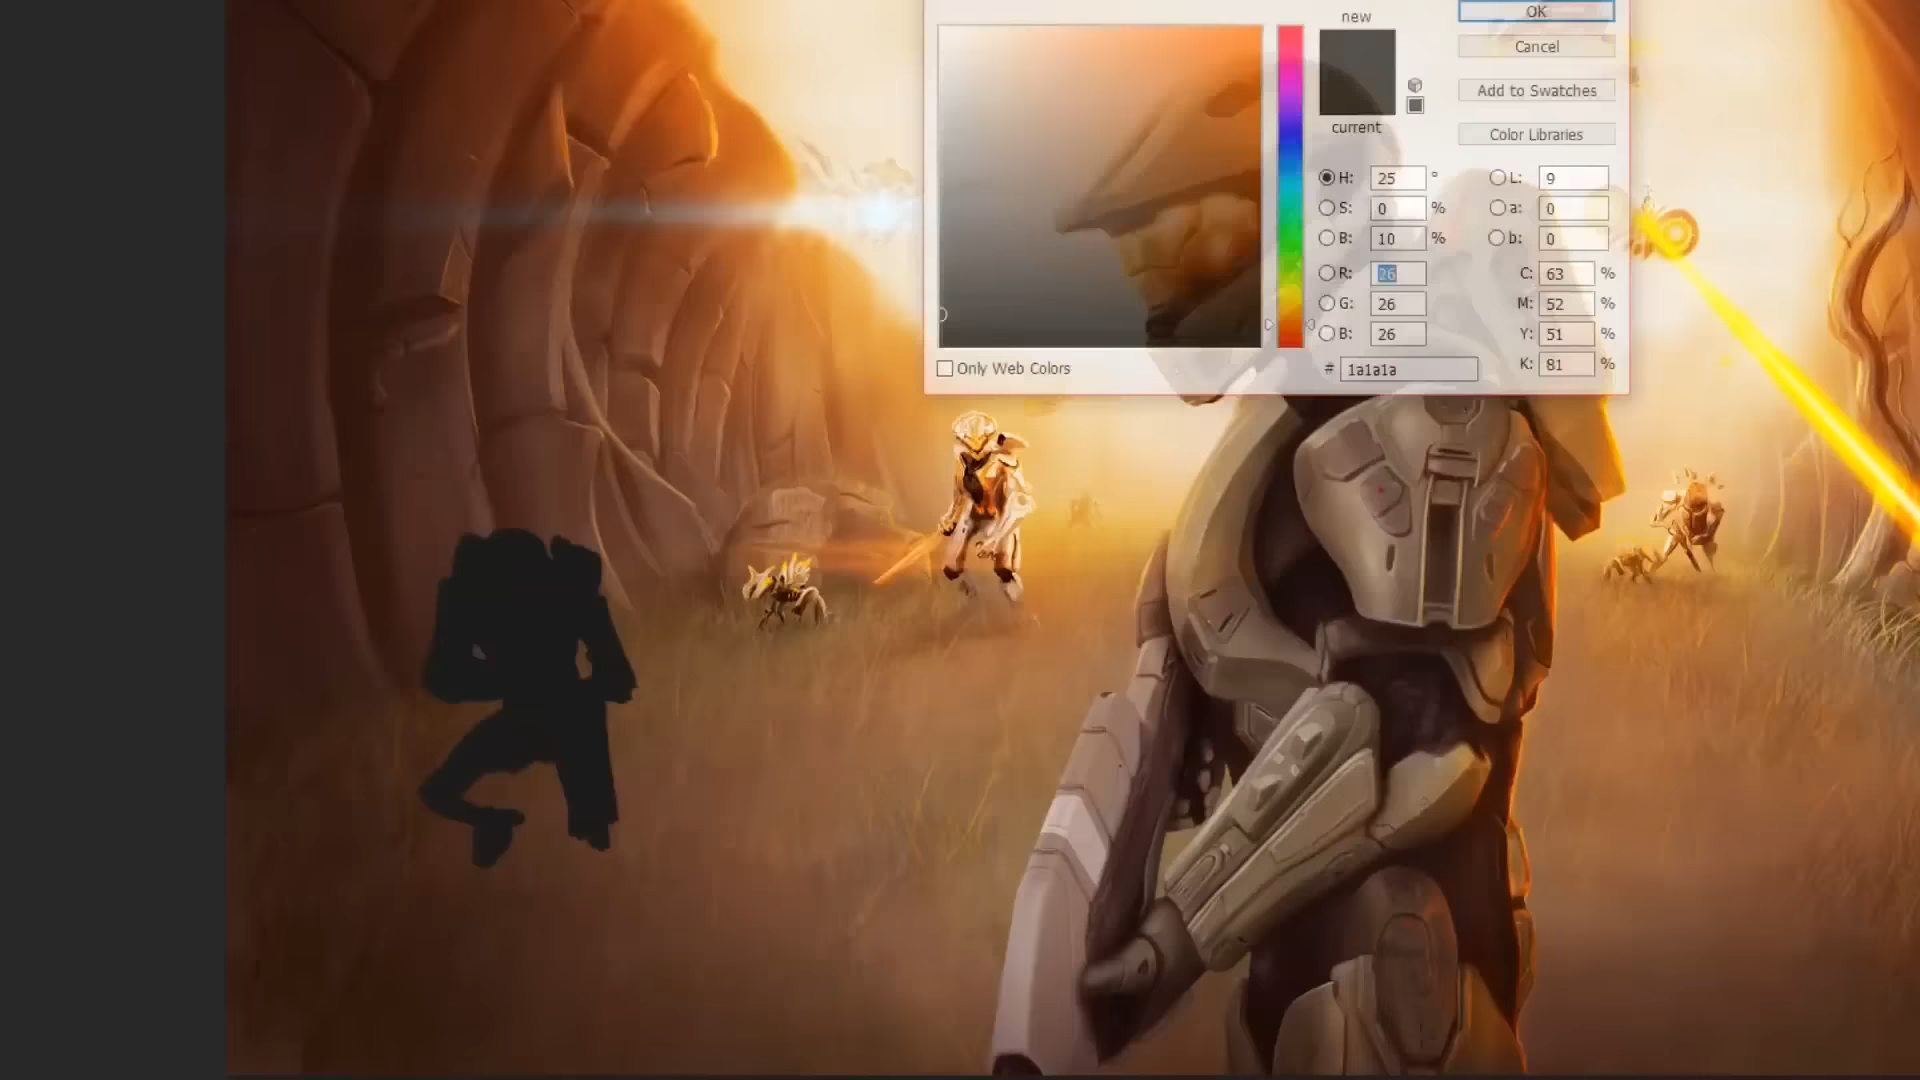 new
OK
Cancel
Add to Swatches
current
Color Libraries
H: 25 °
L: 9
S: 0 %
a: 0
B: 10 %
b: 0
R: 26
C: 63 %
G: 26
M: 52 %
B: 26
Y: 51 %
Only Web Colors
# 1a1a1a
K: 81 %